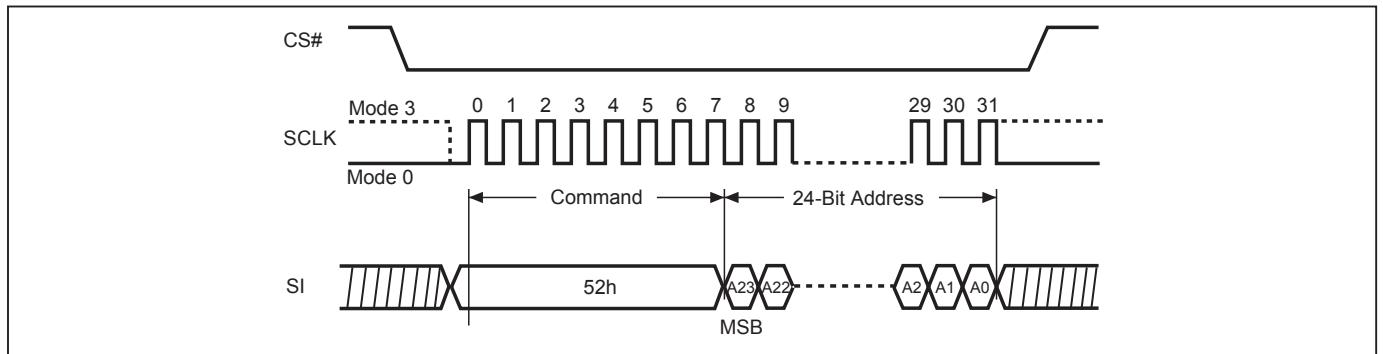 CS#
Mode 3
0 1 2 3 4 5 6 7 8 9 29 30 31
SCLK
Mode 0
Command 24-Bit Address
SI 52h A23 A22 A2 A1 A0
MSB